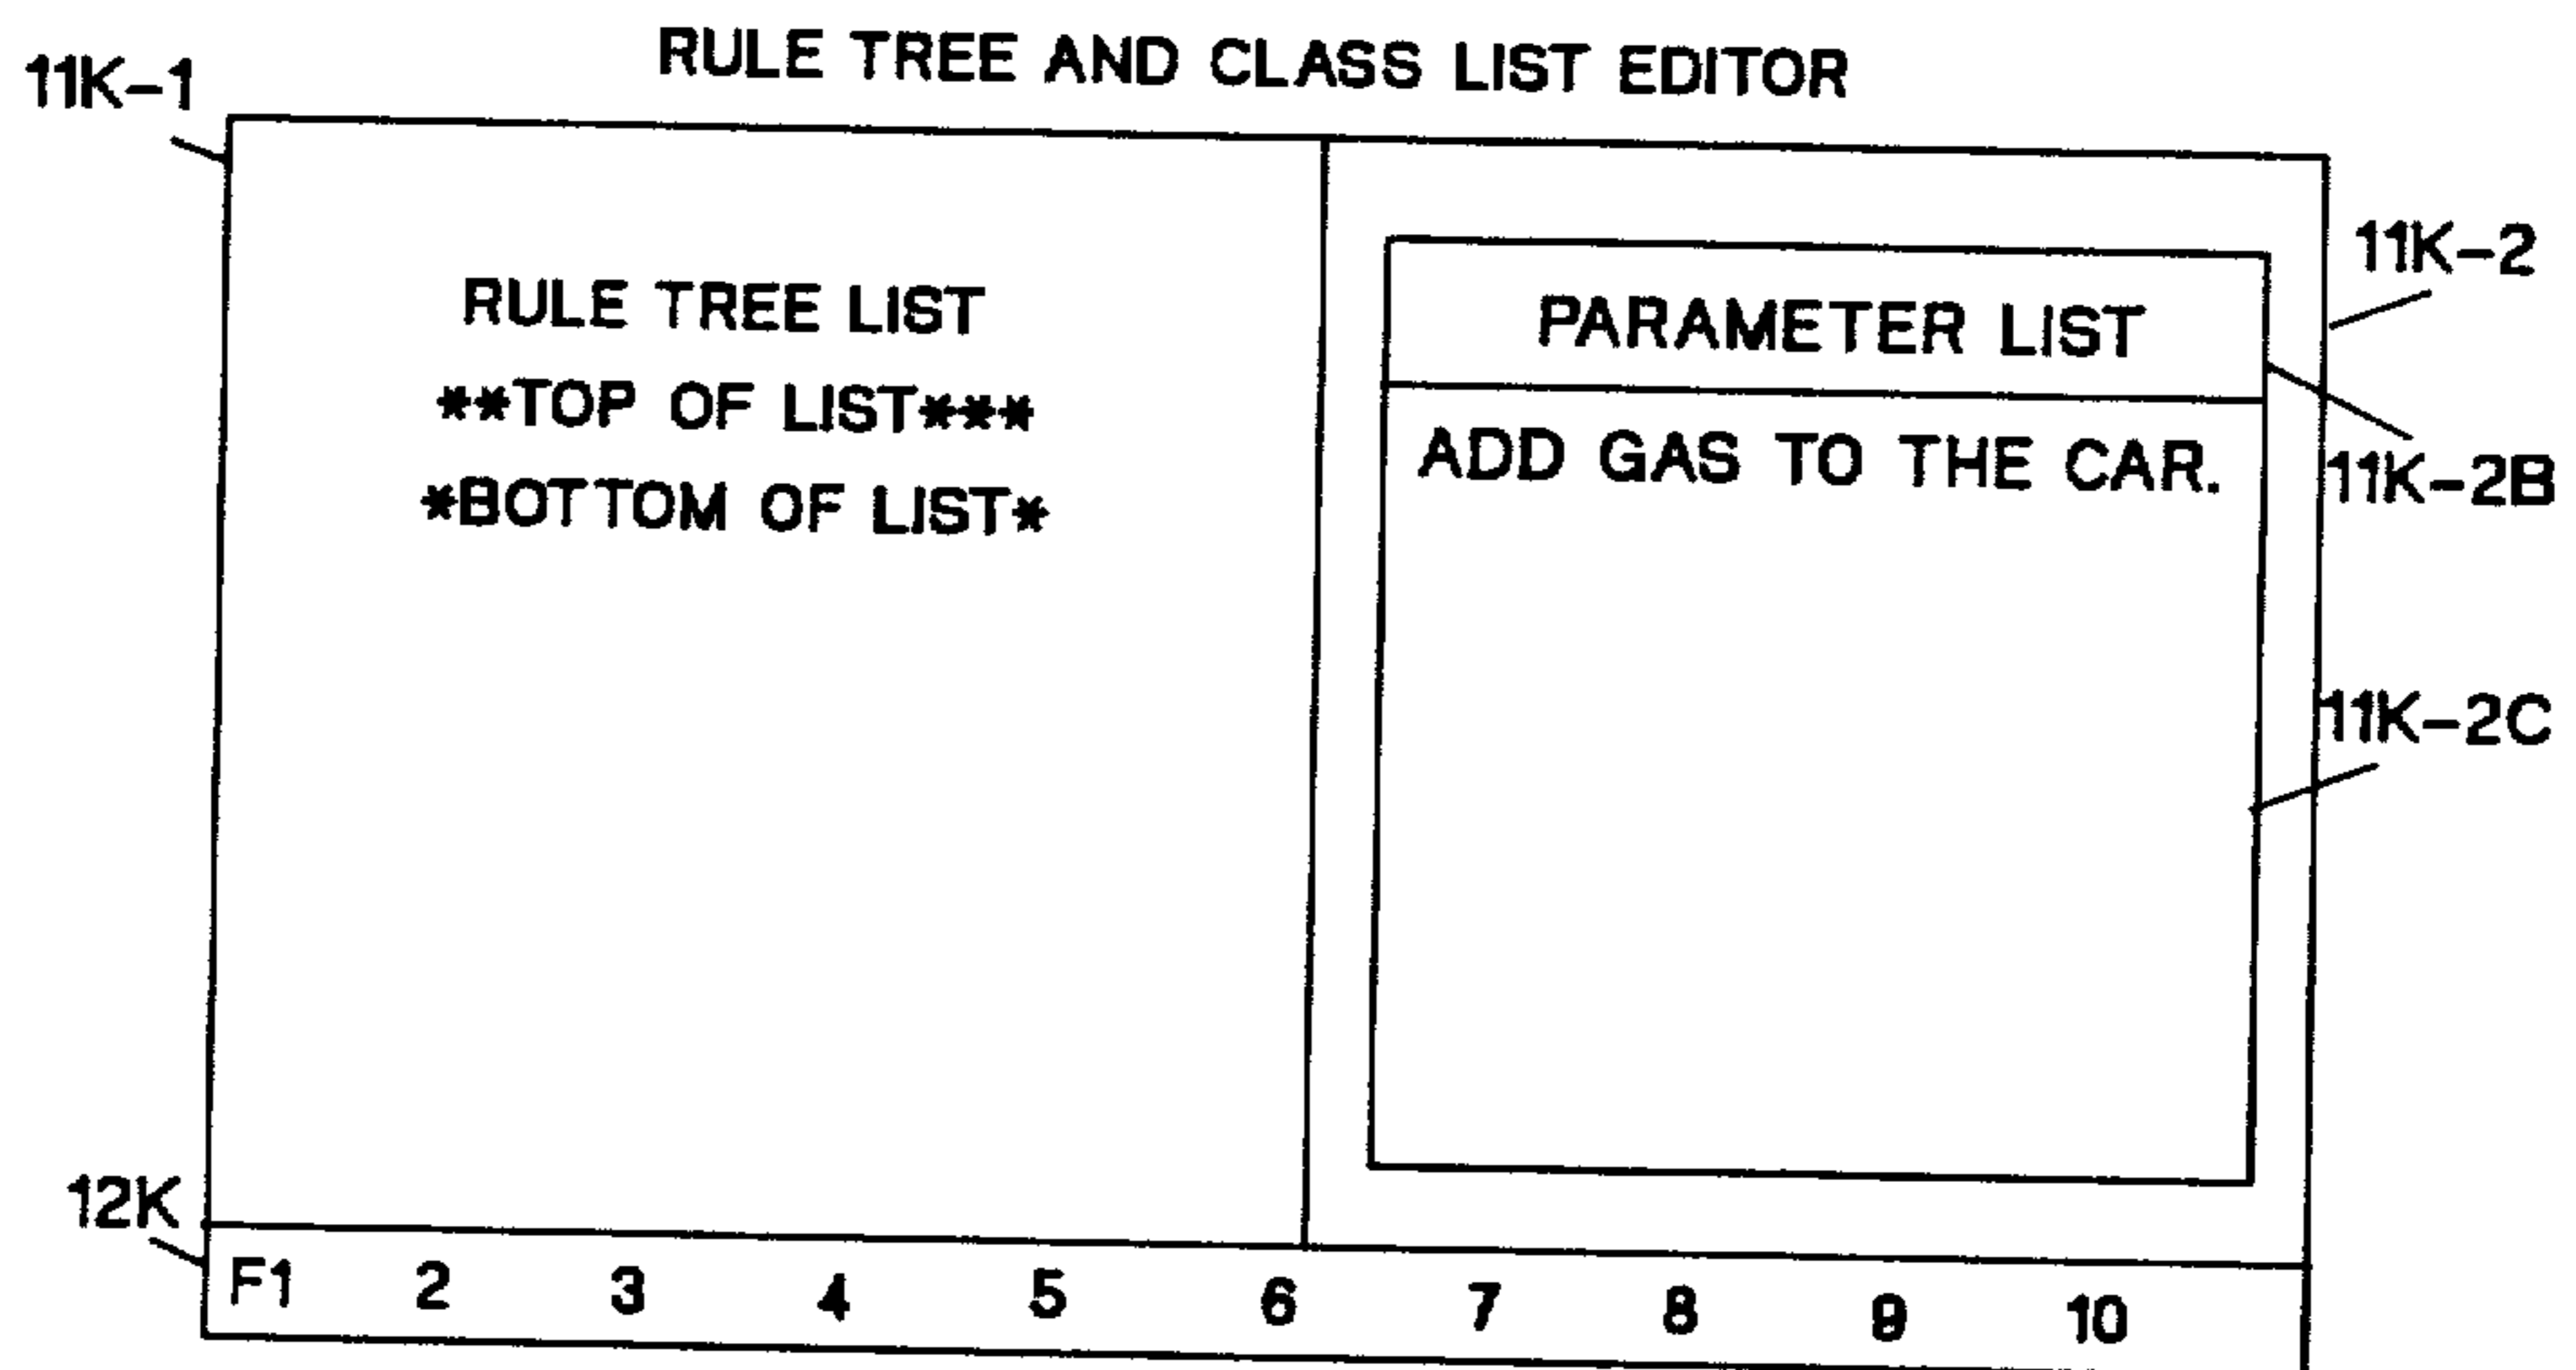 RULE TREE AND CLASS LIST EDITOR
11K-1
11K-2
RULE TREE LIST
**TOP OF LIST***
*BOTTOM OF LIST*
PARAMETER LIST
11K-2B
ADD GAS TO THE CAR.
11K-2C
12K
F1 2 3 4 5 6 7 8 9 10